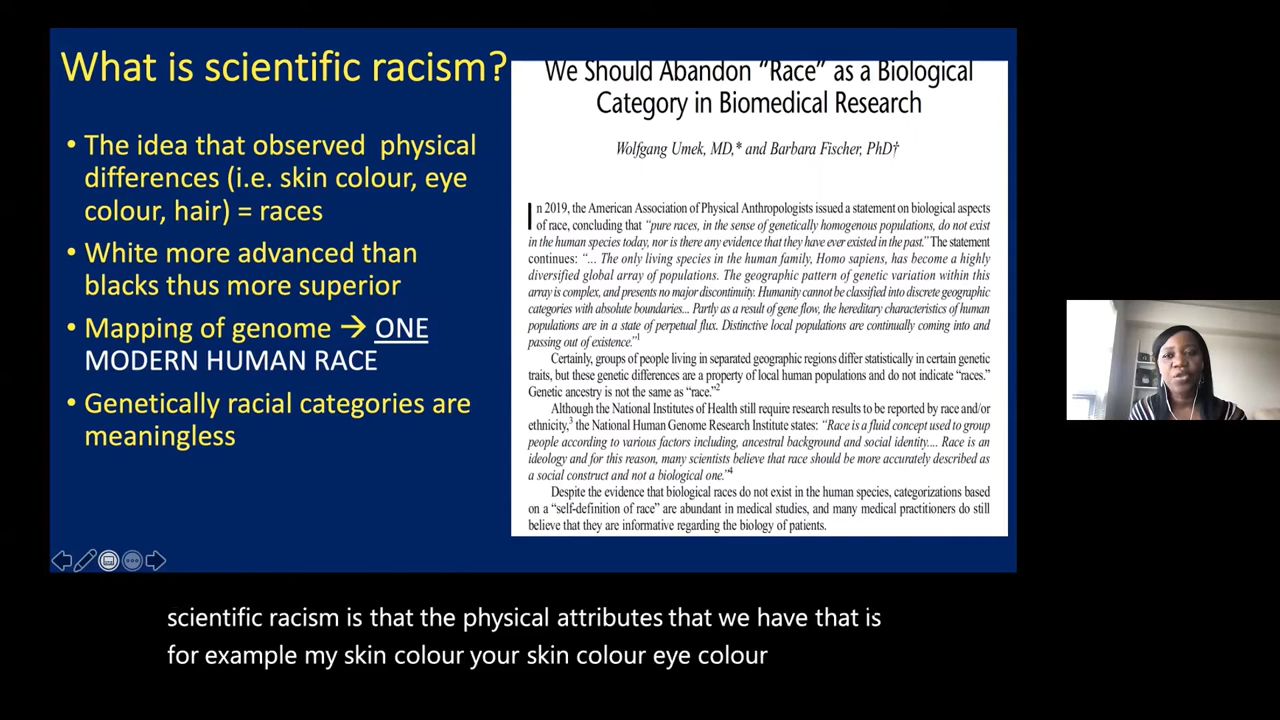 What is scientific racism?
• The idea that observed physical
differences (i.e. skin colour, eye
colour, hair) = races
• White more advanced than
blacks thus more superior
• Mapping of genome → ONE
MODERN HUMAN RACE
• Genetically racial categories are
meaningless
We Should Abandon “Race” as a Biological
Category in Biomedical Research
Wolfgang Umek, MD,* and Barbara Fischer, PhD†
In 2019, the American Association of Physical Anthropologists issued a statement on biological aspects
of race, concluding that “pure races, in the sense of genetically homogenous populations, do not exist
in the human species today, nor is there any evidence that they have ever existed in the past.” The statement
continues: “... The only living species in the human family, Homo sapiens, has become a highly
diversified global array of populations. The geographic pattern of genetic variation within this
array is complex, and presents no major discontinuity. Humanity cannot be classified into discrete geographic
categories with absolute boundaries... Partly as a result of gene flow, the hereditary characteristics of human
populations are in a state of perpetual flux. Distinctive local populations are continually coming into and
passing out of existence.”1
Certainly, groups of people living in separated geographic regions differ statistically in certain genetic
traits, but these genetic differences are a property of local human populations and do not indicate “races.”
Genetic ancestry is not the same as “race.”2
Although the National Institutes of Health still require research results to be reported by race and/or
ethnicity,3 the National Human Genome Research Institute states: “Race is a fluid concept used to group
people according to various factors including, ancestral background and social identity.... Race is an
ideology and for this reason, many scientists believe that race should be more accurately described as
a social construct and not a biological one.”4
Despite the evidence that biological races do not exist in the human species, categorizations based
on a “self-definition of race” are abundant in medical studies, and many medical practitioners do still
believe that they are informative regarding the biology of patients.
scientific racism is that the physical attributes that we have that is
for example my skin colour your skin colour eye colour